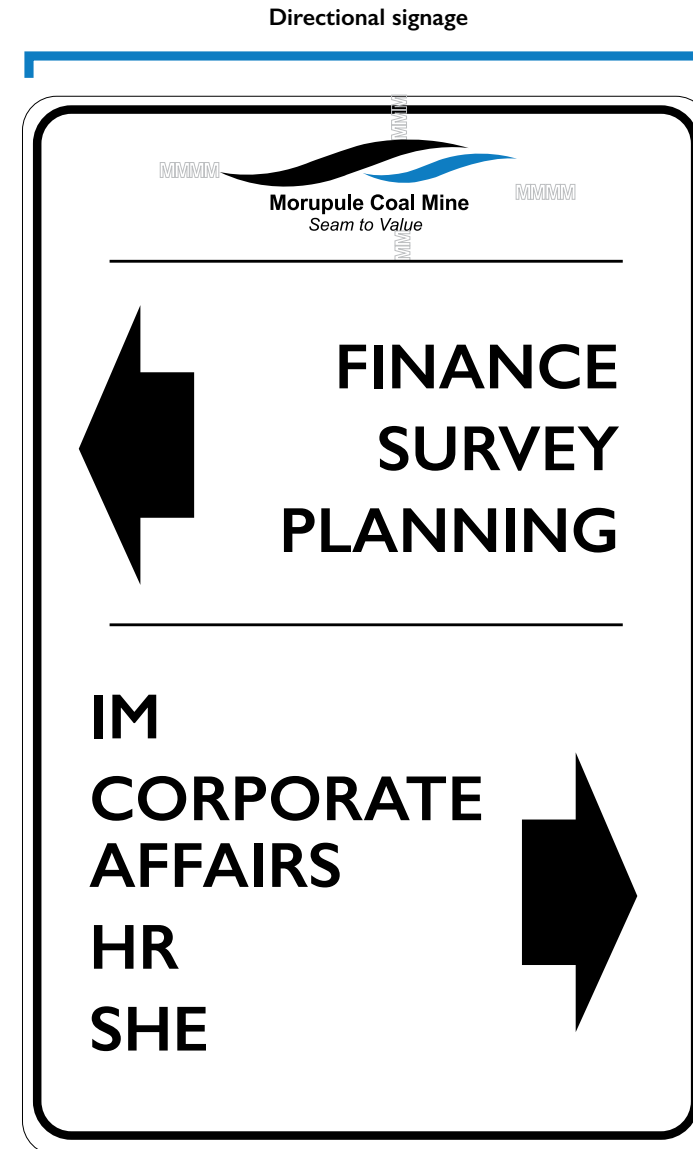 Directional signage
MMMM
MMMM
MMMM
Morupule Coal Mine
Seam to Value
MM
FINANCE
SURVEY
PLANNING
IM
CORPORATE
AFFAIRS
HR
SHE